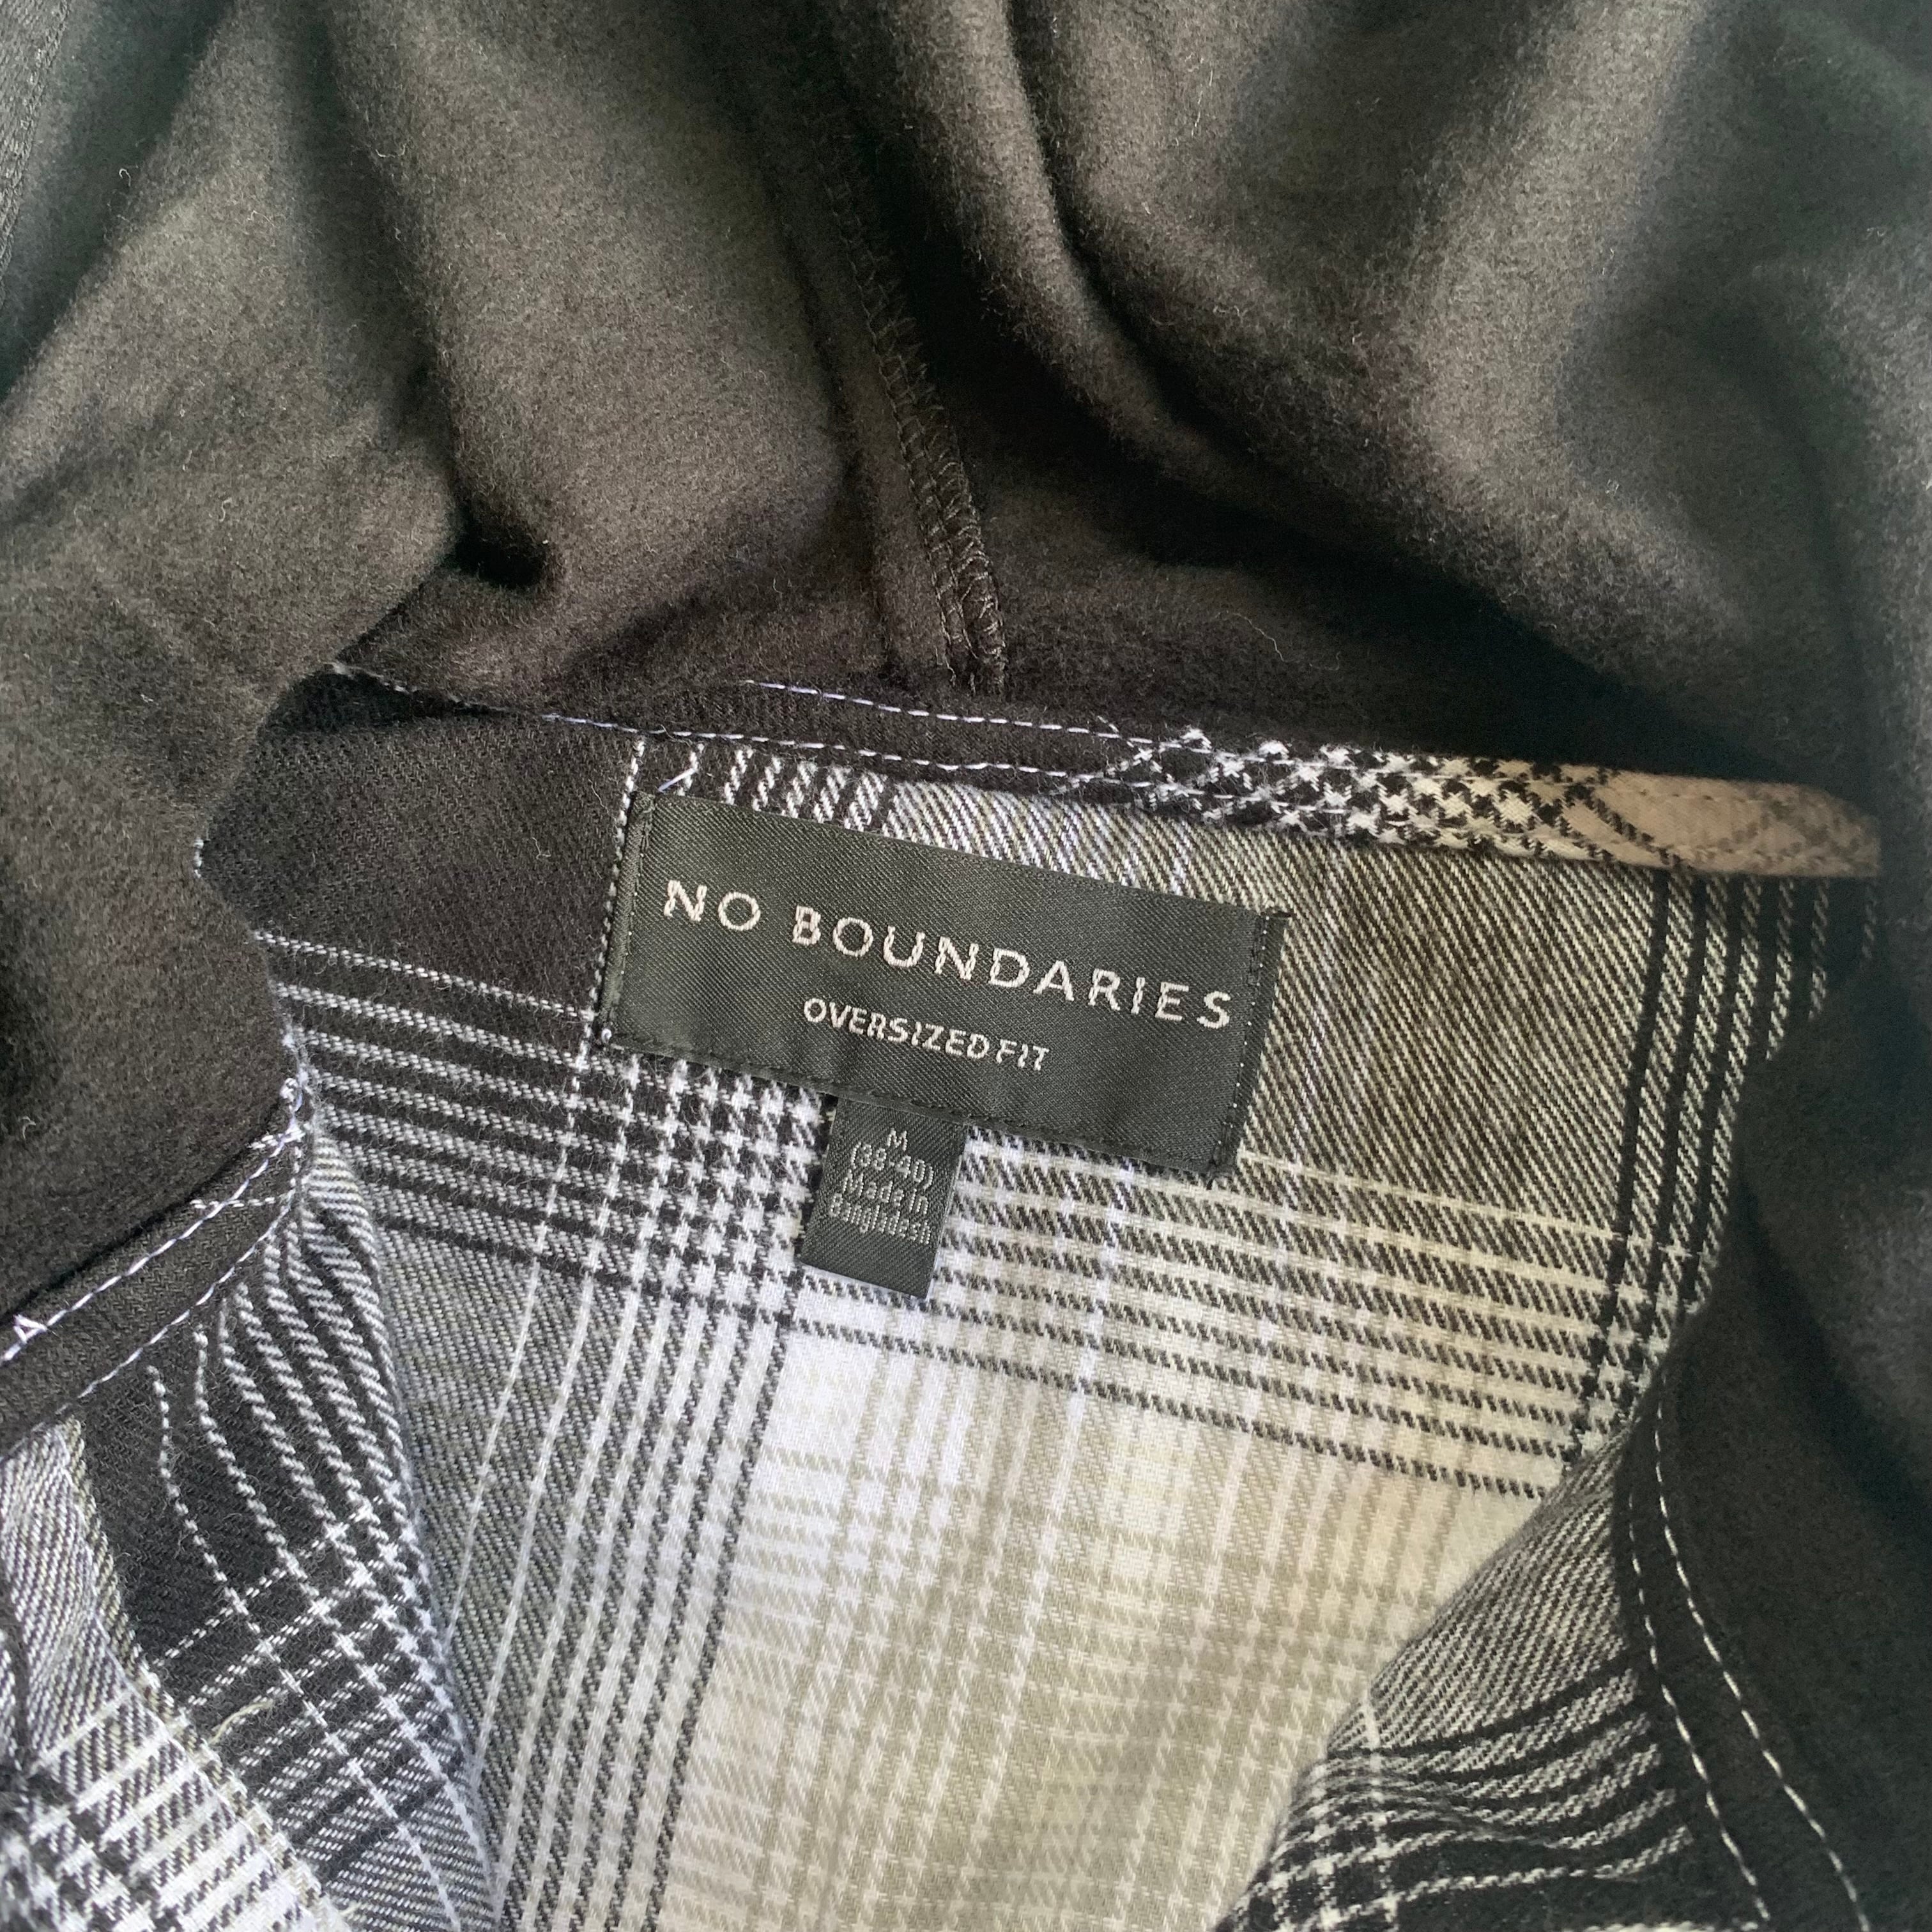 NO BOUNDARIES
OVERSIZED FIT
M
(38-40)
Made in
Bangladesh